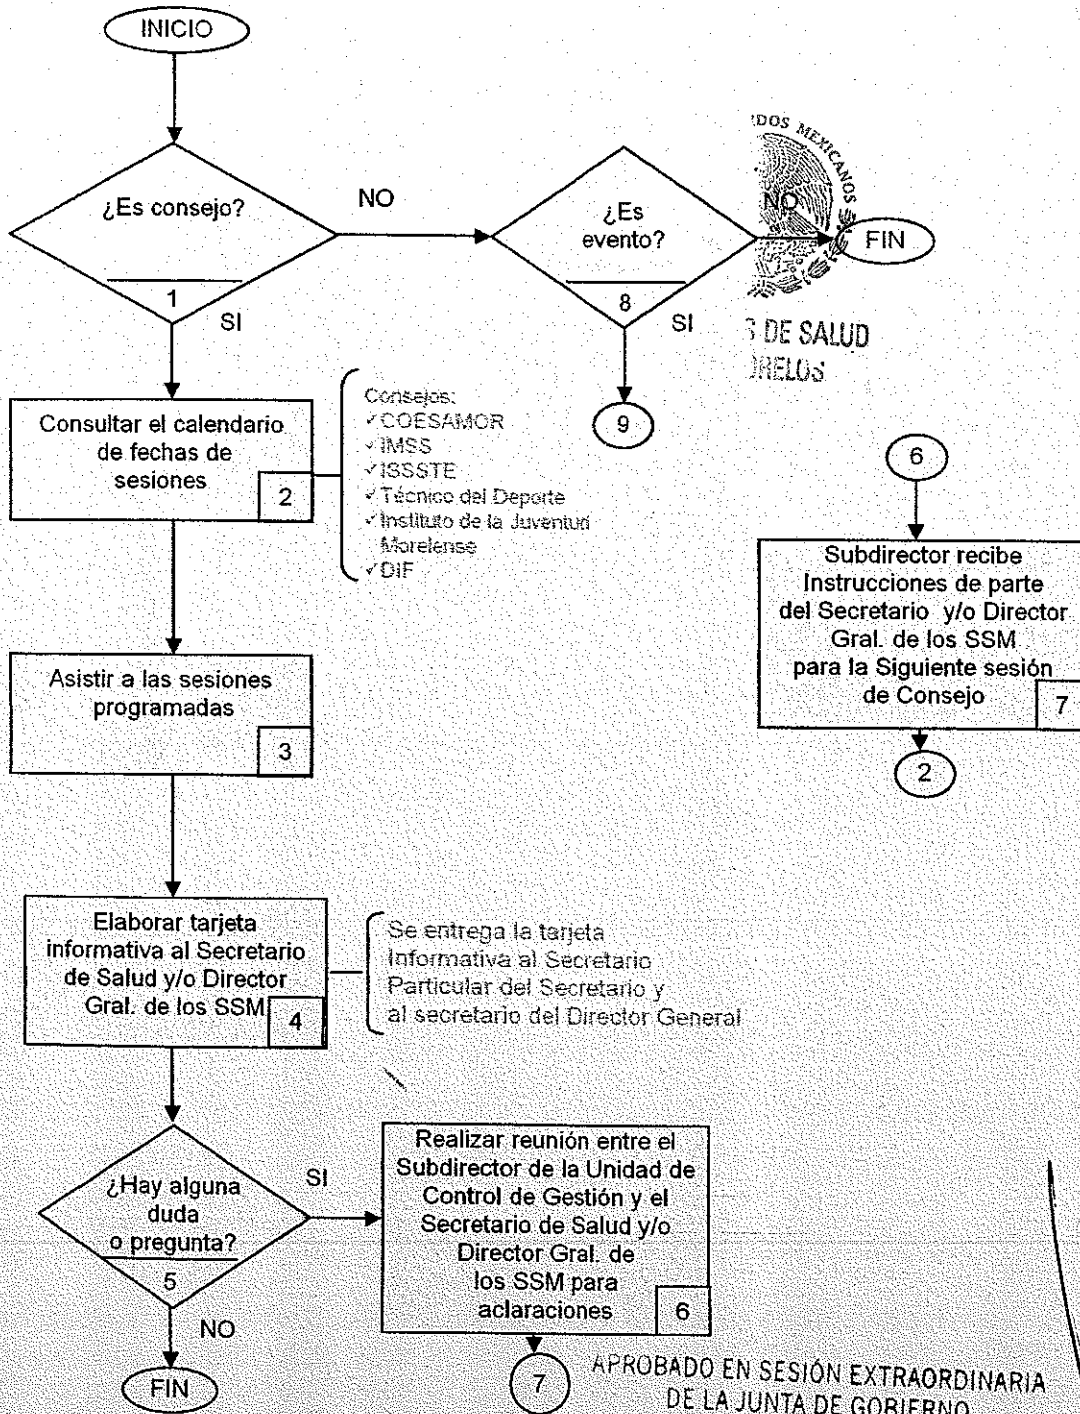 INICIO
¿Es consejo?
1
NO
SI
¿Es
evento?
8
SI
NO
FIN
9
DOS MEXICANOS
DE SALUD
Consultar el calendario
de fechas de
sesiones
2
Consejos:
✓COESAMOR
✓IMSS
✓ISSSTE
✓Técnico del Deporte
✓Instituto de la Juventud
Morelense
✓DIF
6
Subdirector recibe
Instrucciones de parte
del Secretario y/o Director
Gral. de los SSM
para la Siguiente sesión
de Consejo
7
2
Asistir a las sesiones
programadas
3
Elaborar tarjeta
informativa al Secretario
de Salud y/o Director
Gral. de los SSM
4
Se entrega la tarjeta
Informativa al Secretario
Particular del Secretario y
al secretario del Director General
¿Hay alguna
duda
o pregunta?
5
SI
NO
FIN
Realizar reunión entre el
Subdirector de la Unidad de
Control de Gestión y el
Secretario de Salud y/o
Director Gral. de
los SSM para
aclaraciones
6
7
APROBADO EN SESIÓN EXTRAORDINARIA
DE LA JUNTA DE GOBIERNO